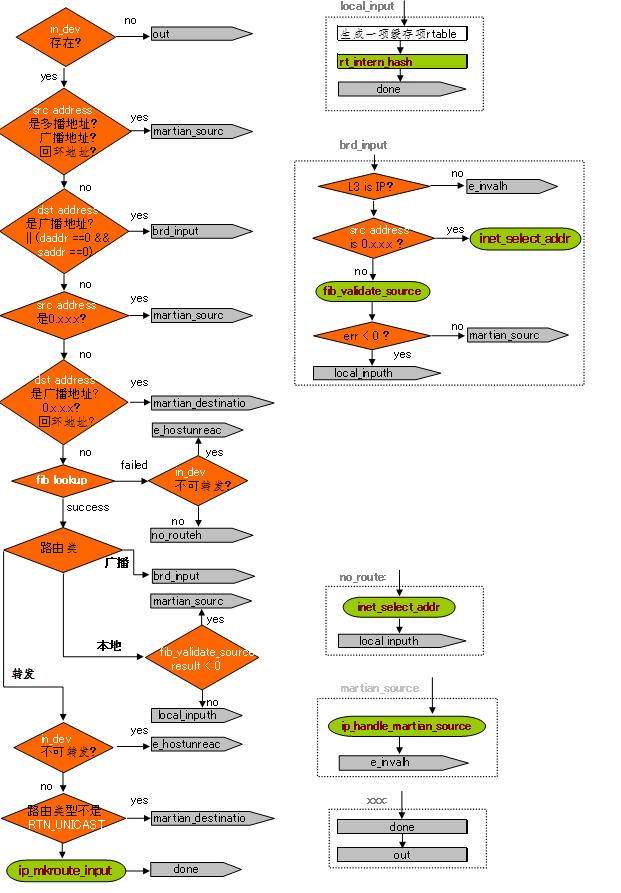 in_dev
存在?
no
out
yes
src address
是多播地址?
广播地址?
回环地址?
yes
martian_sourc
no
dst address
是广播地址?
|| (daddr ==0 &&
saddr ==0)
yes
brd_input
no
src address
是0.x.x.x?
yes
martian_sourc
no
dst address
是广播地址?
0.x.x.x?
回环地址?
yes
martian_destinatio
no
fib lookup
failed
in_dev
不可转发?
yes
e_hostunreac
no
no_routeh
success
路由类
广播
brd_input
本地
fib_validate_source
result < 0
yes
martian_sourc
no
local_inputh
转发
in_dev
不可转发?
yes
e_hostunreac
no
路由类型不是
RTN_UNICAST
yes
martian_destinatio
ip_mkroute_input
done
local_input
生成一项缓存项rtable
rt_intern_hash
done
brd_input
L3 is IP?
no
e_invalh
src address
is 0.x.x.x ?
yes
inet_select_addr
no
fib_validate_source
err < 0 ?
no
martian_sourc
yes
local_inputh
no_route:
inet_select_addr
local inputh
martian_source
ip_handle_martian_source
e_invalh
xxx:
done
out